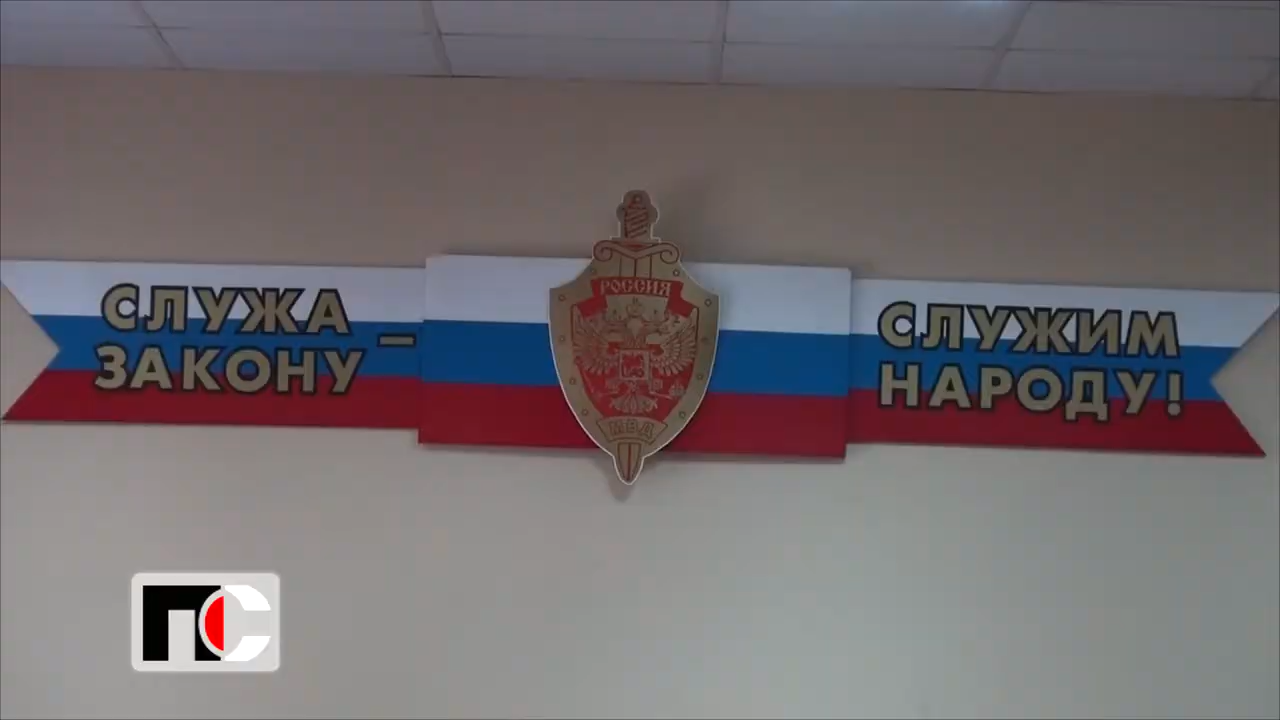 СЛУЖА –
ЗАКОНУ
РОССИЯ
МВД
СЛУЖИМ
НАРОДУ!
ПС